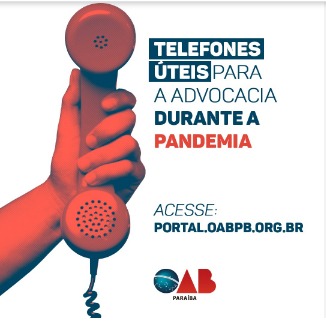 TELEFONES
ÚTEIS PARA
A ADVOCACIA
DURANTE A
PANDEMIA
ACESSE:
PORTAL.OABPB.ORG.BR
OAB
PARAÍBA